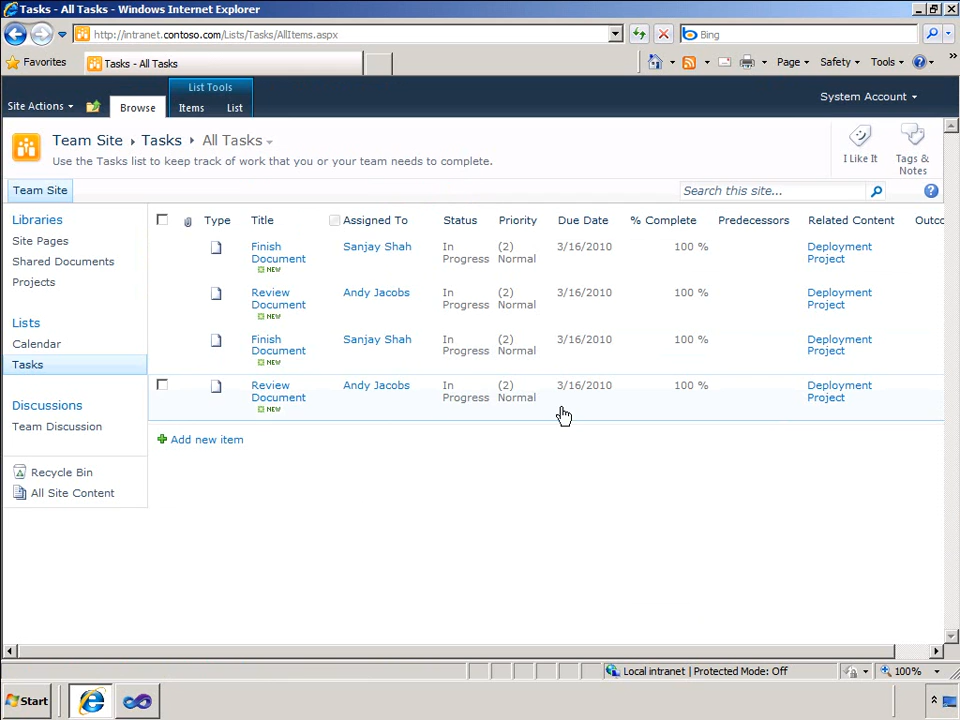 Tasks - All Tasks - Windows Internet Explorer
http://intranet.contoso.com/Lists/Tasks/AllItems.aspx
Bing
Favorites
Tasks - All Tasks
Page
Safety
Tools
»
List Tools
Site Actions
Browse
Items
List
System Account
Team Site
Tasks
All Tasks
Use the Tasks list to keep track of work that you or your team needs to complete.
I Like It
Tags &
Notes
Team Site
Search this site...
Libraries
Site Pages
Shared Documents
Projects
Lists
Calendar
Tasks
Discussions
Team Discussion
Recycle Bin
All Site Content
Type Title Assigned To Status Priority Due Date % Complete Predecessors Related Content Outco
Finish Sanjay Shah In (2) 3/16/2010 100 % Deployment
Document Progress Normal Project
NEW
Review Andy Jacobs In (2) 3/16/2010 100 % Deployment
Document Progress Normal Project
NEW
Finish Sanjay Shah In (2) 3/16/2010 100 % Deployment
Document Progress Normal Project
NEW
Review Andy Jacobs In (2) 3/16/2010 100 % Deployment
Document Progress Normal Project
NEW
Add new item
Local intranet | Protected Mode: Off
100%
Start